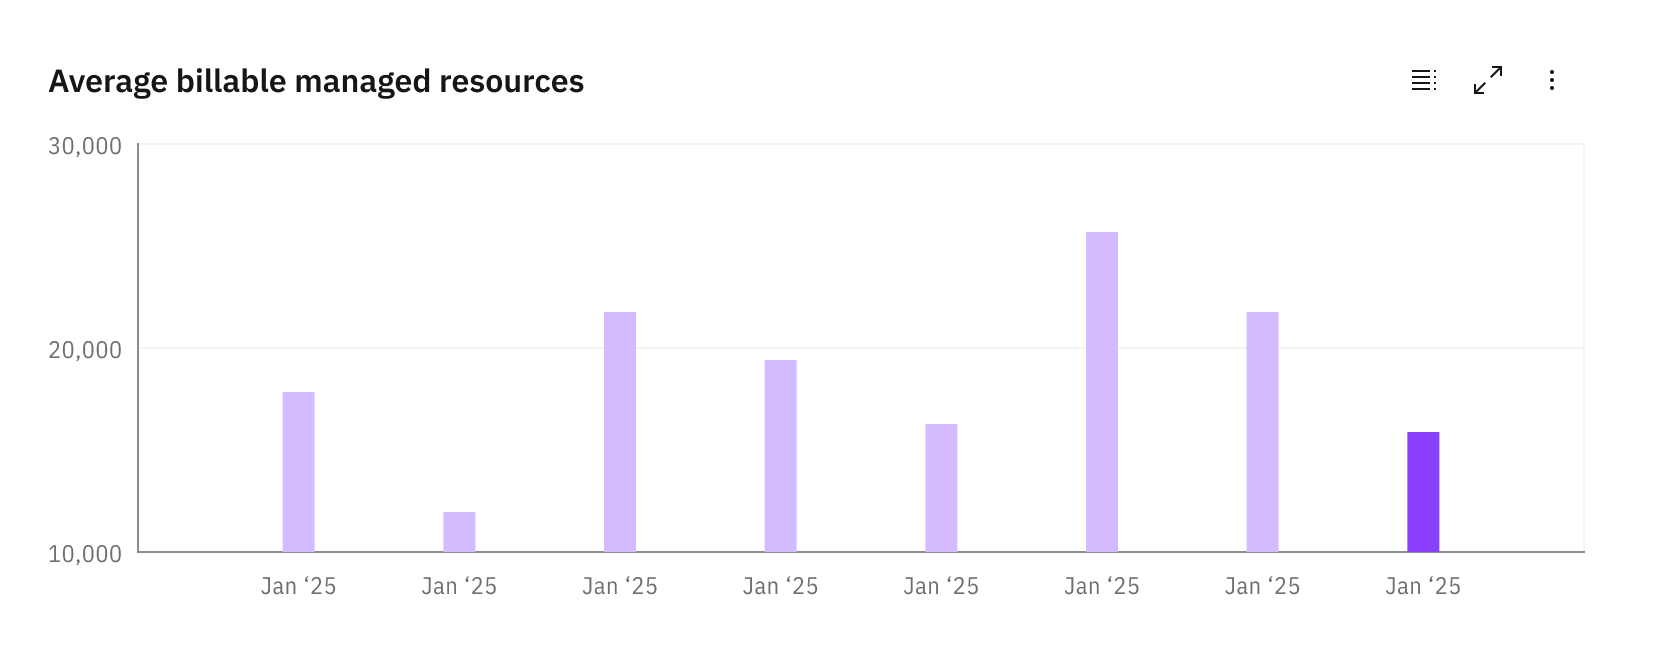 Average billable managed resources
30,000
20,000
10,000
Jan ‘25 Jan ‘25 Jan ‘25 Jan ‘25 Jan ‘25 Jan ‘25 Jan ‘25 Jan ‘25